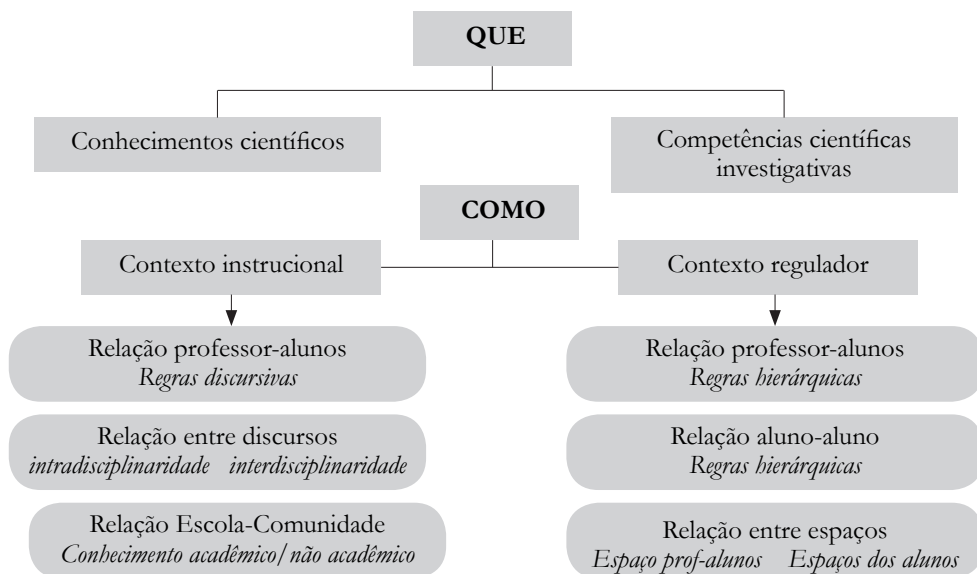 QUE
Conhecimentos científicos
Competências científicas
investigativas
COMO
Contexto instrucional
Contexto regulador
Relação professor-alunos
Regras discursivas
Relação professor-alunos
Regras hierárquicas
Relação entre discursos
intradisciplinaridade interdisciplinaridade
Relação aluno-aluno
Regras hierárquicas
Relação Escola-Comunidade
Conhecimento acadêmico/não acadêmico
Relação entre espaços
Espaço prof-alunos Espaços dos alunos